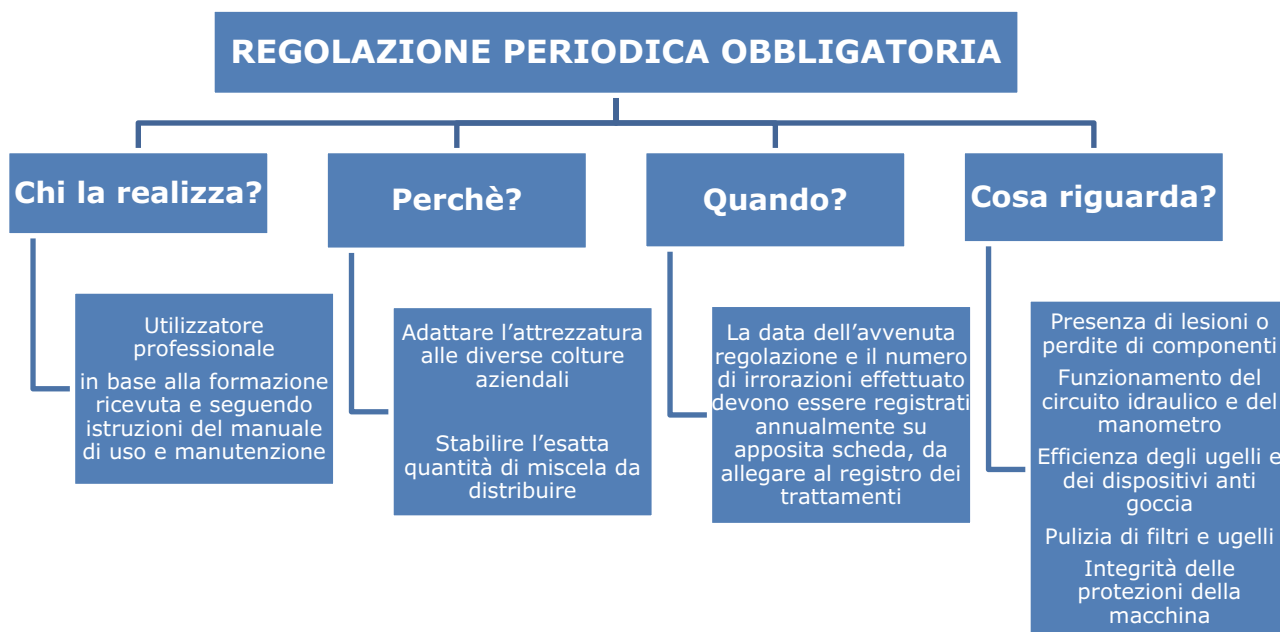 REGOLAZIONE PERIODICA OBBLIGATORIA
Chi la realizza?
Utilizzatore
professionale
in base alla formazione
ricevuta e seguendo
istruzioni del manuale
di uso e manutenzione
Perchè?
Adattare l’attrezzatura
alle diverse colture
aziendali
Stabilire l’esatta
quantità di miscela da
distribuire
Quando?
La data dell’avvenuta
regolazione e il numero
di irrorazioni effettuato
devono essere registrati
annualmente su
apposita scheda, da
allegare al registro dei
trattamenti
Cosa riguarda?
Presenza di lesioni o
perdite di componenti
Funzionamento del
circuito idraulico e del
manometro
Efficienza degli ugelli e
dei dispositivi anti
goccia
Pulizia di filtri e ugelli
Integrità delle
protezioni della
macchina